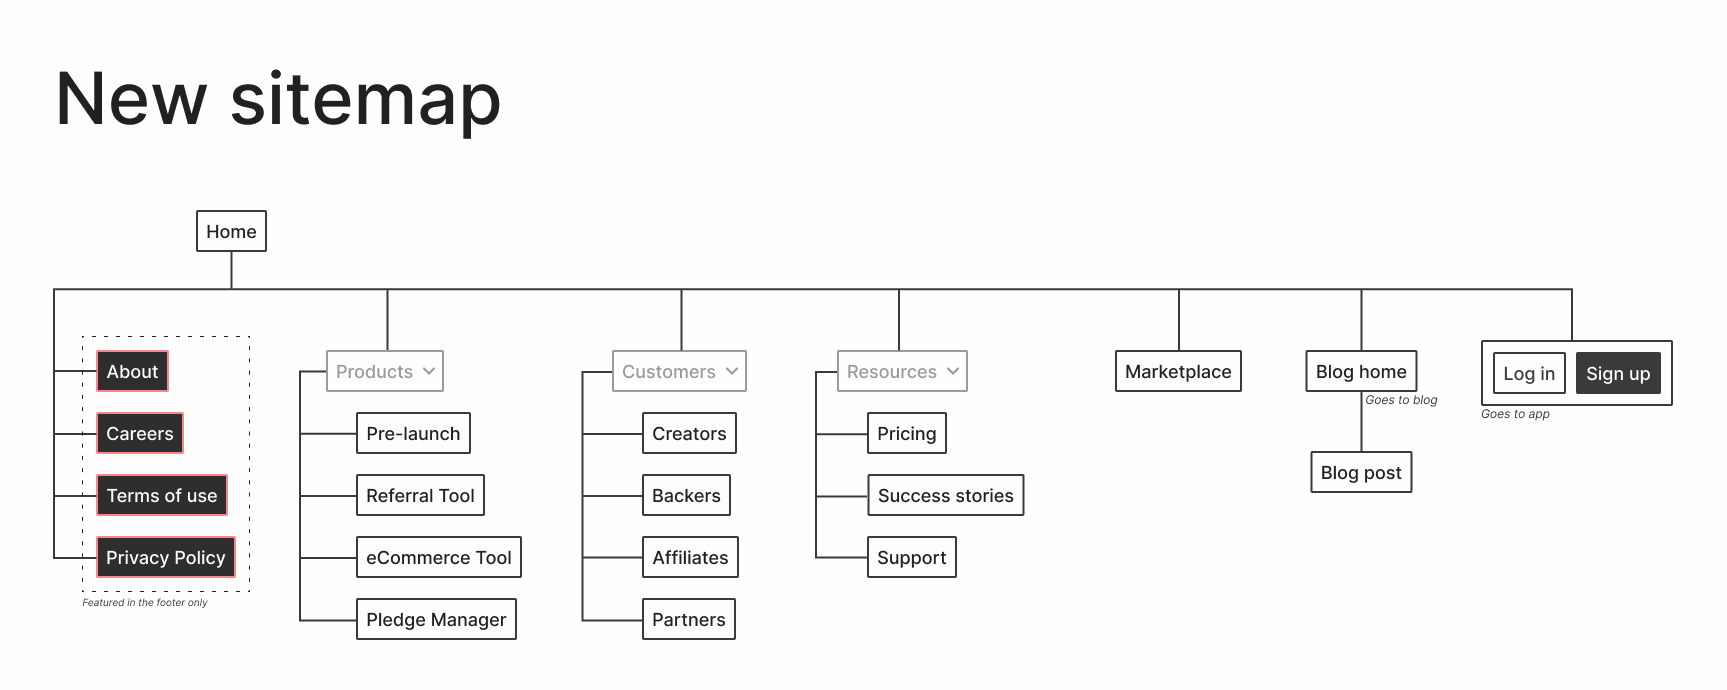 New sitemap
Home
About
Careers
Terms of use
Privacy Policy
Featured in the footer only
Products
Pre-launch
Referral Tool
eCommerce Tool
Pledge Manager
Customers
Creators
Backers
Affiliates
Partners
Resources
Pricing
Success stories
Support
Marketplace
Blog home
Goes to blog
Blog post
Log in
Sign up
Goes to app